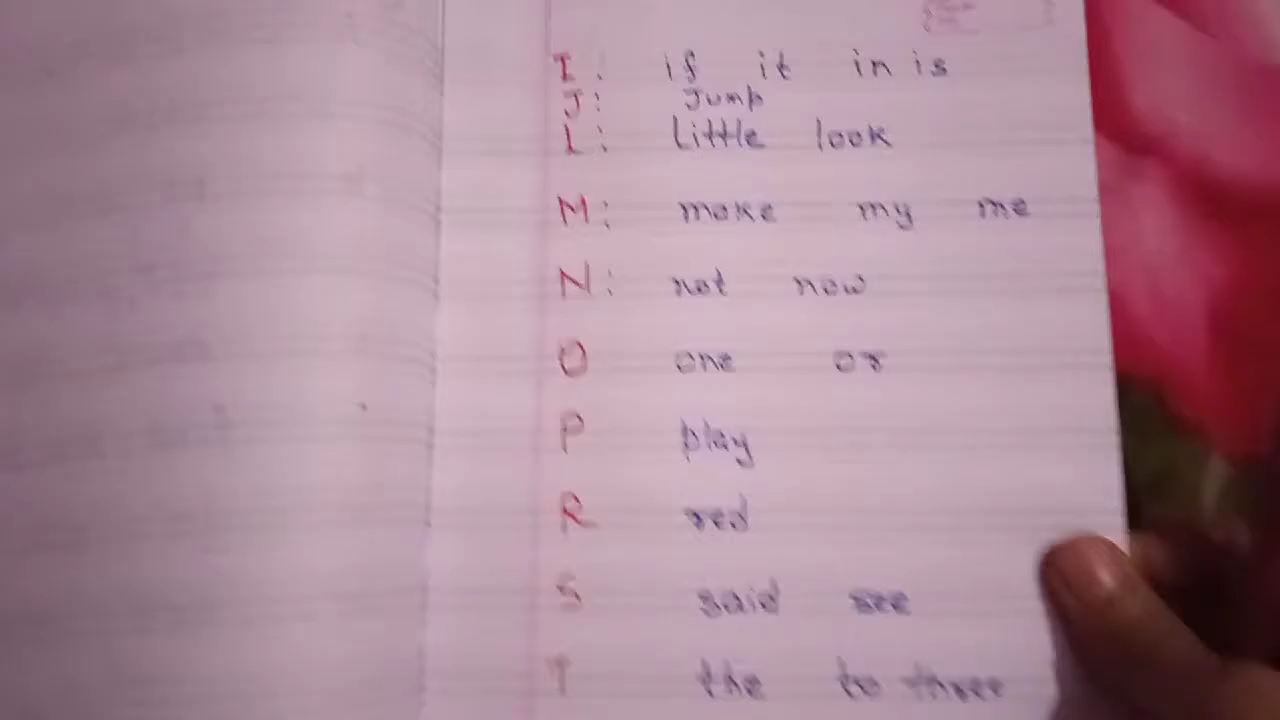 I: if it in is
J: Jump
L: little look
M: make my me
N: not now
O one or
P play
R red
S said see
T the to three